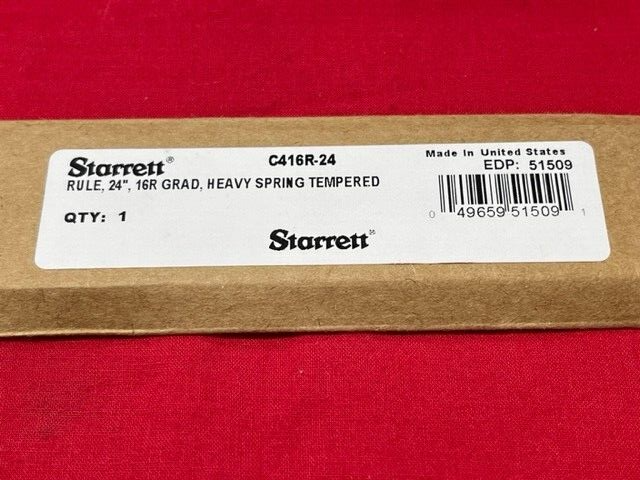 Starrett® C416R-24 Made in United States
EDP: 51509
RULE, 24", 16R GRAD, HEAVY SPRING TEMPERED
QTY: 1
0 49659 51509 1
Starrett®